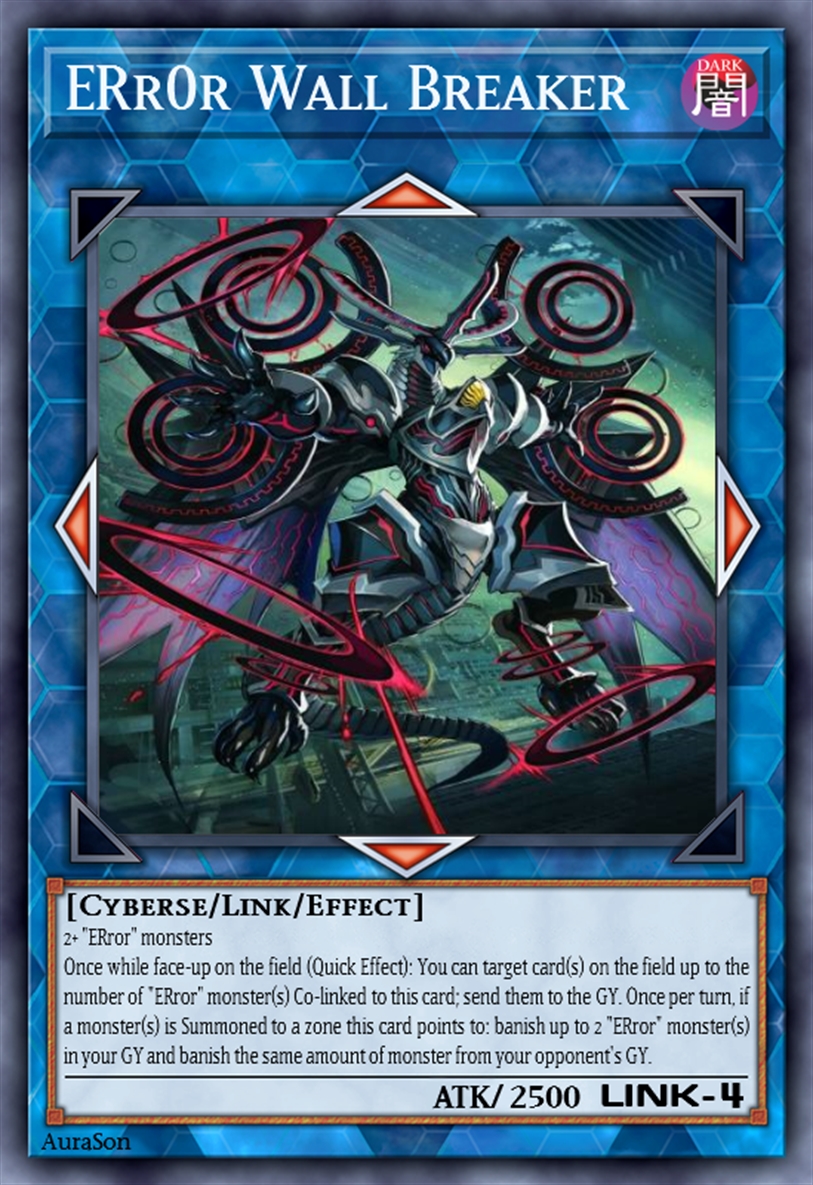 ERr0r Wall Breaker
DARK
闇
[Cyberse/Link/Effect]
2+ "ERror" monsters
Once while face-up on the field (Quick Effect): You can target card(s) on the field up to the
number of "ERror" monster(s) Co-linked to this card; send them to the GY. Once per turn, if
a monster(s) is Summoned to a zone this card points to: banish up to 2 "ERror" monster(s)
in your GY and banish the same amount of monster from your opponent's GY.
ATK/ 2500 LINK-4
AuraSon